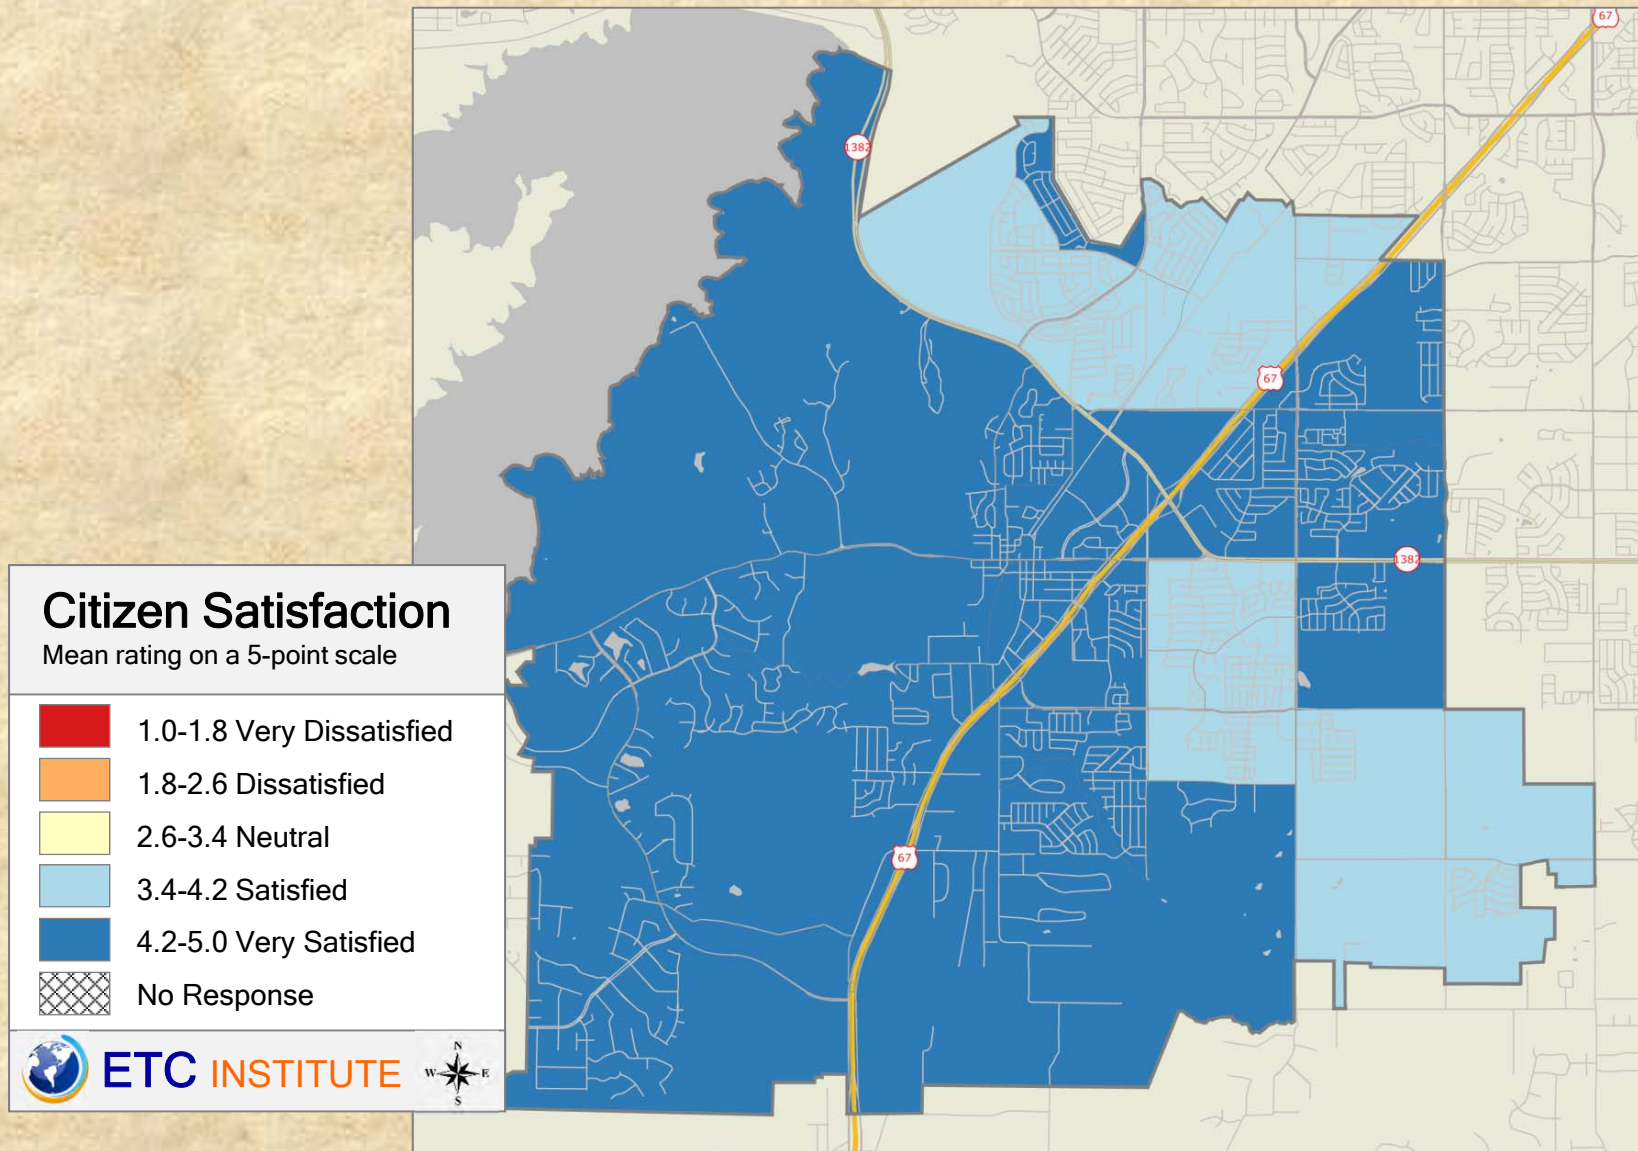 67
1382
67
1382
Citizen Satisfaction
Mean rating on a 5-point scale
1.0-1.8 Very Dissatisfied
1.8-2.6 Dissatisfied
2.6-3.4 Neutral
3.4-4.2 Satisfied
67
4.2-5.0 Very Satisfied
No Response
ETC INSTITUTE
N
W E
S